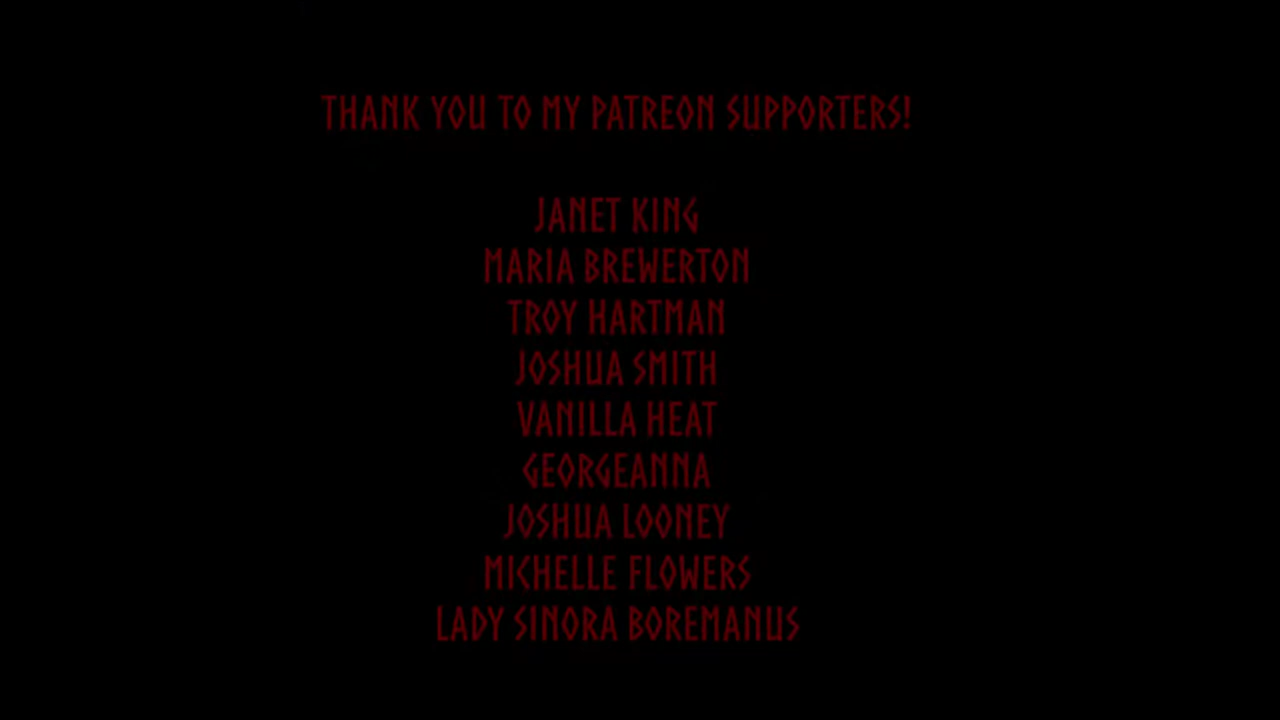 THANK YOU TO MY PATREON SUPPORTERS!
JANET KING
MARIA BREWERTON
TROY HARTMAN
JOSHUA SMITH
VANILLA HEAT
GEORGEANNA
JOSHUA LOONEY
MICHELLE FLOWERS
LADY SINORA BOREMANUS